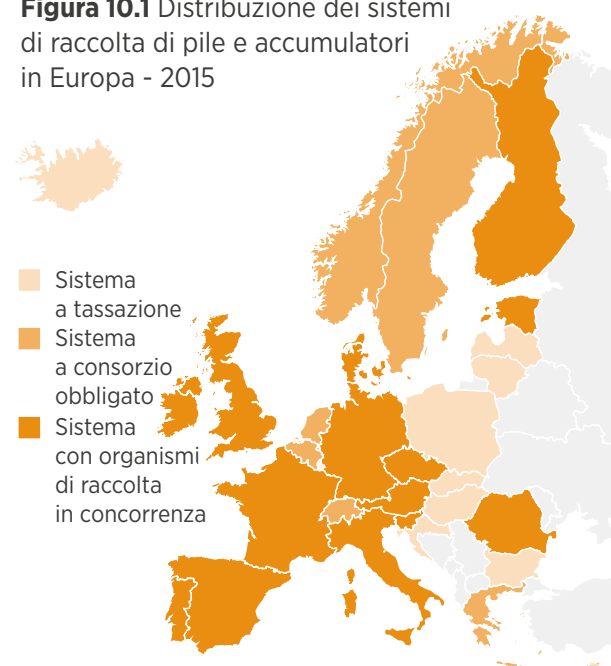 Figura 10.1 Distribuzione dei sistemi
di raccolta di pile e accumulatori
in Europa - 2015
Sistema
a tassazione
Sistema
a consorzio
obbligato
Sistema
con organismi
di raccolta
in concorrenza